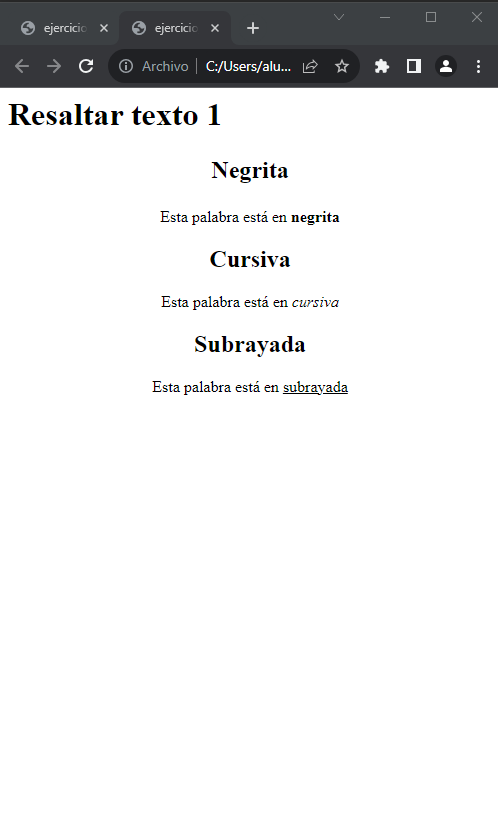 ejercicio ejercicio
Archivo C:/Users/alu...
Resaltar texto 1
Negrita
Esta palabra está en negrita
Cursiva
Esta palabra está en cursiva
Subrayada
Esta palabra está en subrayada